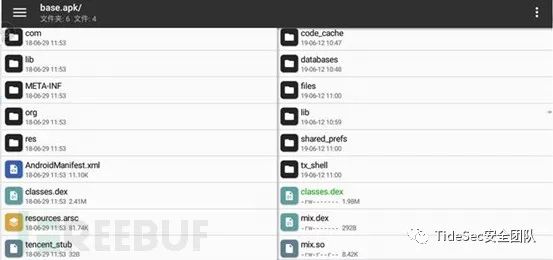 base.apk/
文件夹: 6 文件: 4
com
18-06-29 11:53
lib
18-06-29 11:53
META-INF
18-06-29 11:53
org
18-06-29 11:53
res
18-06-29 11:53
AndroidManifest.xml
18-06-29 11:53 11.10K
classes.dex
18-06-29 11:53 2.41M
resources.arsc
18-06-29 11:53 81.74K
tencent_stub
18-06-29 11:53 32B
code_cache
19-06-12 10:47
databases
19-06-12 10:48
files
19-06-12 11:00
lib
19-06-12 10:59
shared_prefs
19-06-12 11:00
tx_shell
19-06-12 11:00
classes.dex
-rw------- 1.98M
mix.dex
-rw------- 292B
mix.so
-rw-r--r-- 8.42K
REEBUF
TideSec安全团队